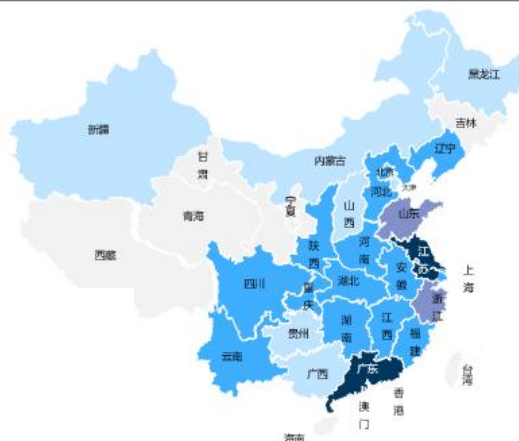 黑龙江
吉林
辽宁
新疆
甘肃
内蒙古
北京
天津
河北
宁夏
山西
山东
青海
陕西
河南
江苏
西藏
上海
四川
重庆
湖北
安徽
浙江
贵州
湖南
江西
福建
云南
广西
广东
台湾
香港
澳门
海南